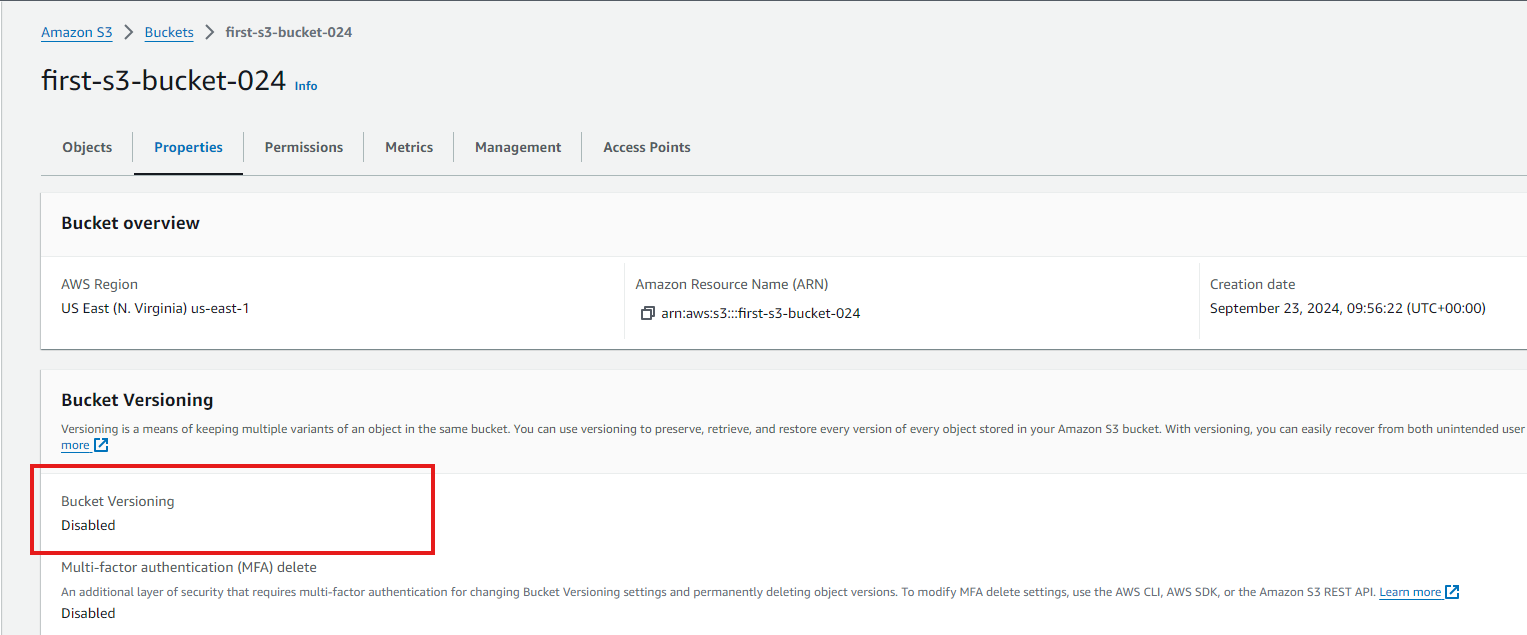 Amazon S3 > Buckets > first-s3-bucket-024
first-s3-bucket-024 Info
Objects Properties Permissions Metrics Management Access Points
Bucket overview
AWS Region
US East (N. Virginia) us-east-1
Amazon Resource Name (ARN)
arn:aws:s3:::first-s3-bucket-024
Creation date
September 23, 2024, 09:56:22 (UTC+00:00)
Bucket Versioning
Versioning is a means of keeping multiple variants of an object in the same bucket. You can use versioning to preserve, retrieve, and restore every version of every object stored in your Amazon S3 bucket. With versioning, you can easily recover from both unintended user
more
Bucket Versioning
Disabled
Multi-factor authentication (MFA) delete
An additional layer of security that requires multi-factor authentication for changing Bucket Versioning settings and permanently deleting object versions. To modify MFA delete settings, use the AWS CLI, AWS SDK, or the Amazon S3 REST API. Learn more
Disabled